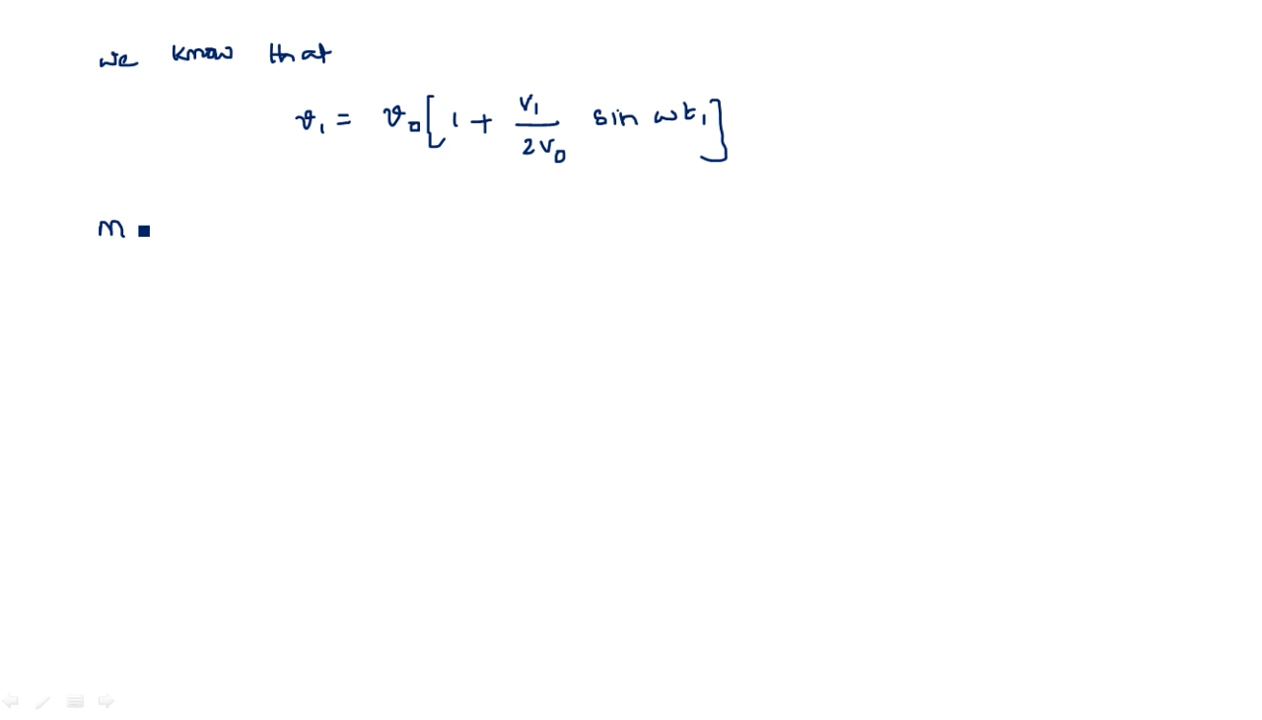 we know that
ϑ₁ = ϑ₀[1 + V₁/2V₀ sin ωt₁]
m